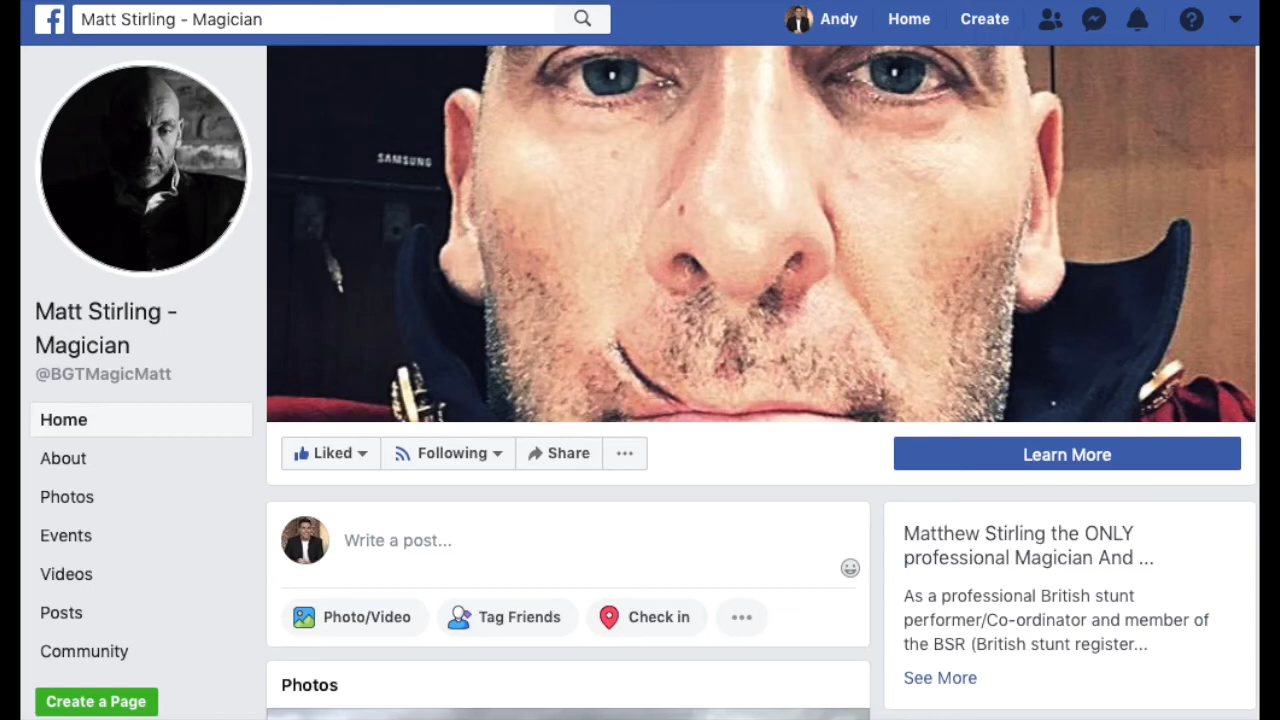 Matt Stirling - Magician
Andy
Home
Create
SAMSUNG
Matt Stirling -
Magician
@BGTMagicMatt
Home
About
Photos
Events
Videos
Posts
Community
Create a Page
Liked
Following
Share
Learn More
Write a post...
Photo/Video
Tag Friends
Check in
Photos
Matthew Stirling the ONLY
professional Magician And ...
As a professional British stunt
performer/Co-ordinator and member of
the BSR (British stunt register...
See More